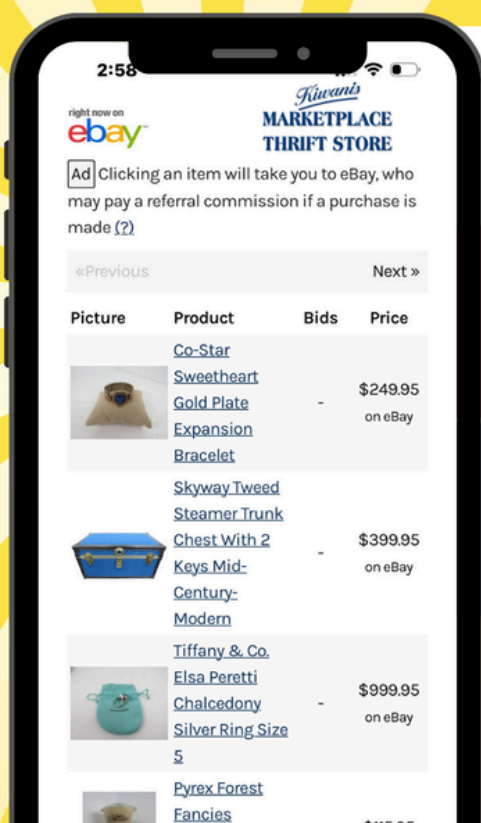 2:58
right now on
ebay
Kiwanis
MARKETPLACE
THRIFT STORE
Ad Clicking an item will take you to eBay, who
may pay a referral commission if a purchase is
made (?)
«Previous
Next »
Picture Product Bids Price
Co-Star
Sweetheart
Gold Plate
Expansion
Bracelet
-
$249.95
on eBay
Skyway Tweed
Steamer Trunk
Chest With 2
Keys Mid-
Century-
Modern
-
$399.95
on eBay
Tiffany & Co.
Elsa Peretti
Chalcedony
Silver Ring Size
5
-
$999.95
on eBay
Pyrex Forest
Fancies